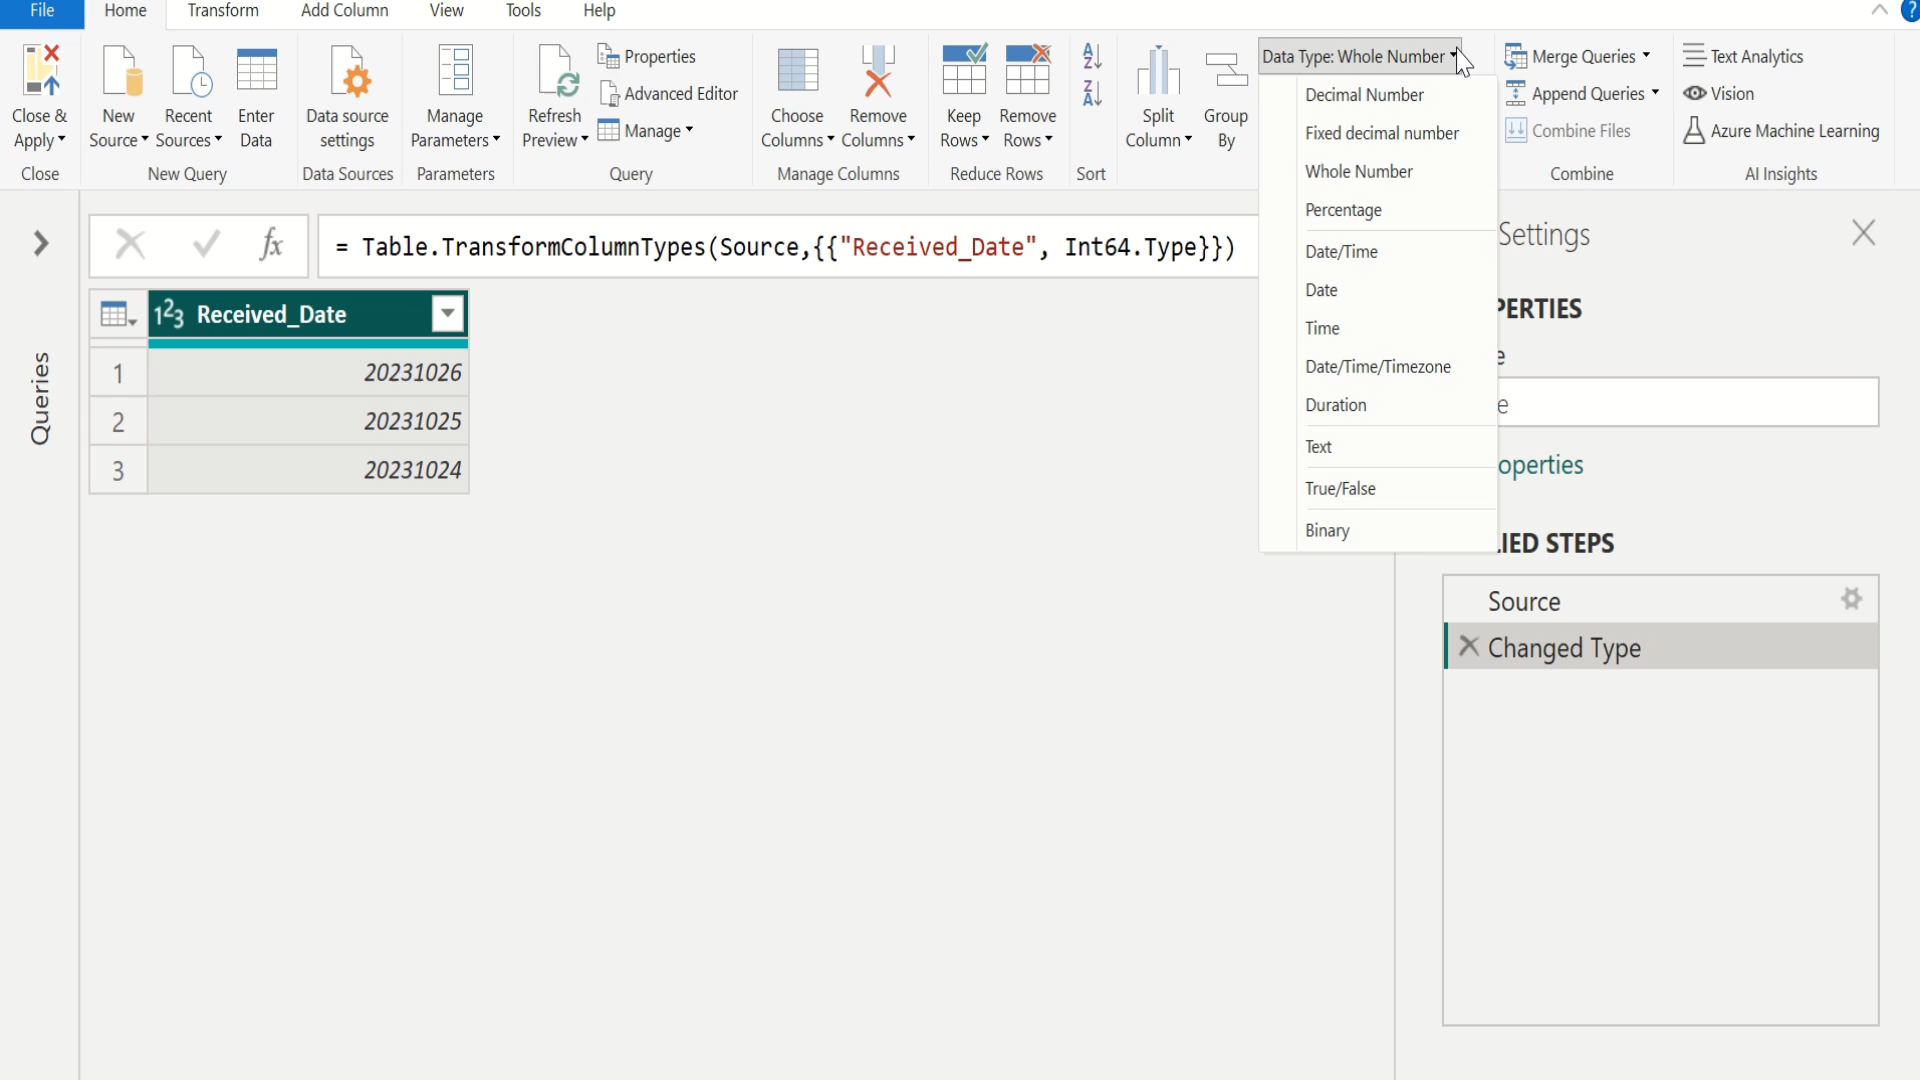 File Home Transform Add Column View Tools Help ?
Close & Apply
New Source
Recent Sources
Enter Data
Data source settings
Manage Parameters
Refresh Preview
Properties
Advanced Editor
Manage
Choose Columns
Remove Columns
Keep Rows
Remove Rows
A Z
Z A
Split Column
Group By
Data Type: Whole Number
Merge Queries
Append Queries
Combine Files
Text Analytics
Vision
Azure Machine Learning
Close New Query Data Sources Parameters Query Manage Columns Reduce Rows Sort Combine AI Insights
Decimal Number
Fixed decimal number
Whole Number
Percentage
Date/Time
Date
Time
Date/Time/Timezone
Duration
Text
True/False
Binary
fx = Table.TransformColumnTypes(Source,{{"Received_Date", Int64.Type}})
Queries
123 Received_Date
1 20231026
2 20231025
3 20231024
Settings
PERTIES
e
e
operties
LIED STEPS
Source
Changed Type